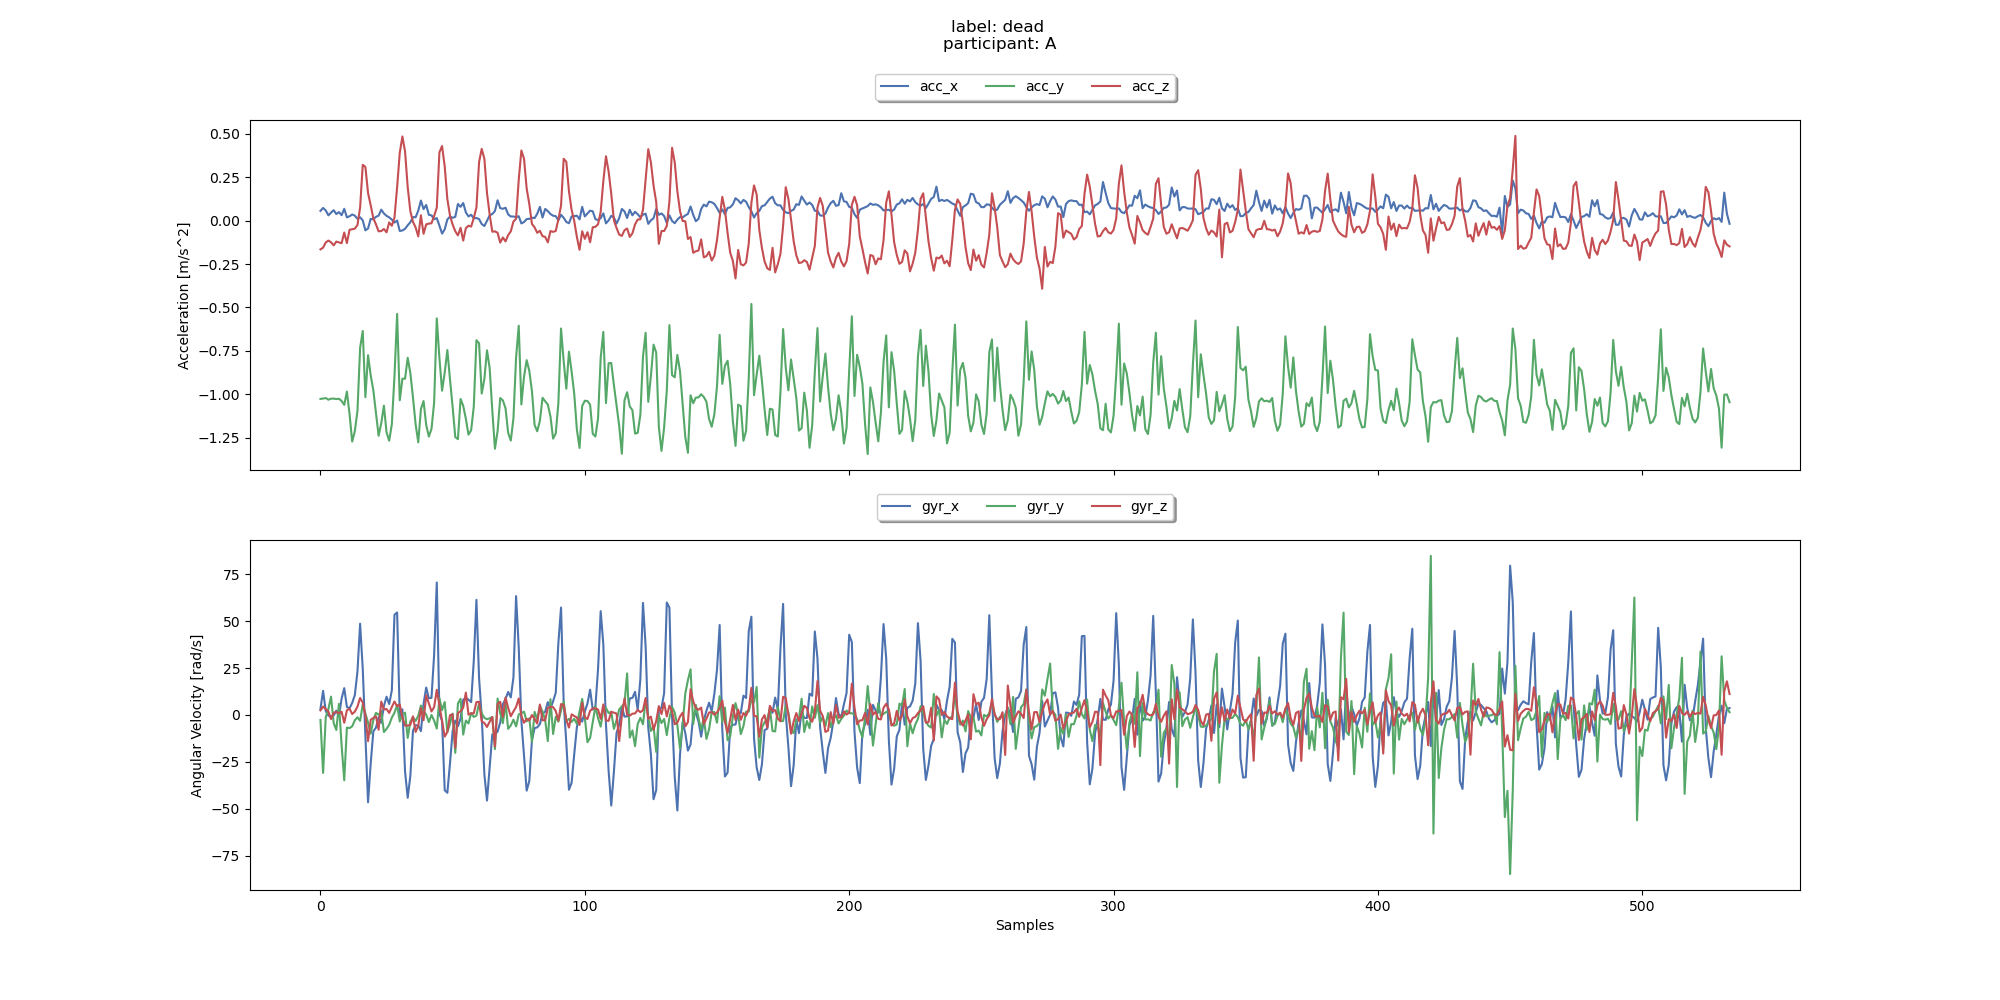 label: dead
participant: A
acc_x acc_y acc_z
0.50
0.25
0.00
−0.25
−0.50
−0.75
−1.00
−1.25
Acceleration [m/s^2]
gyr_x gyr_y gyr_z
75
50
25
0
−25
−50
−75
Angular Velocity [rad/s]
0 100 200 300 400 500
Samples